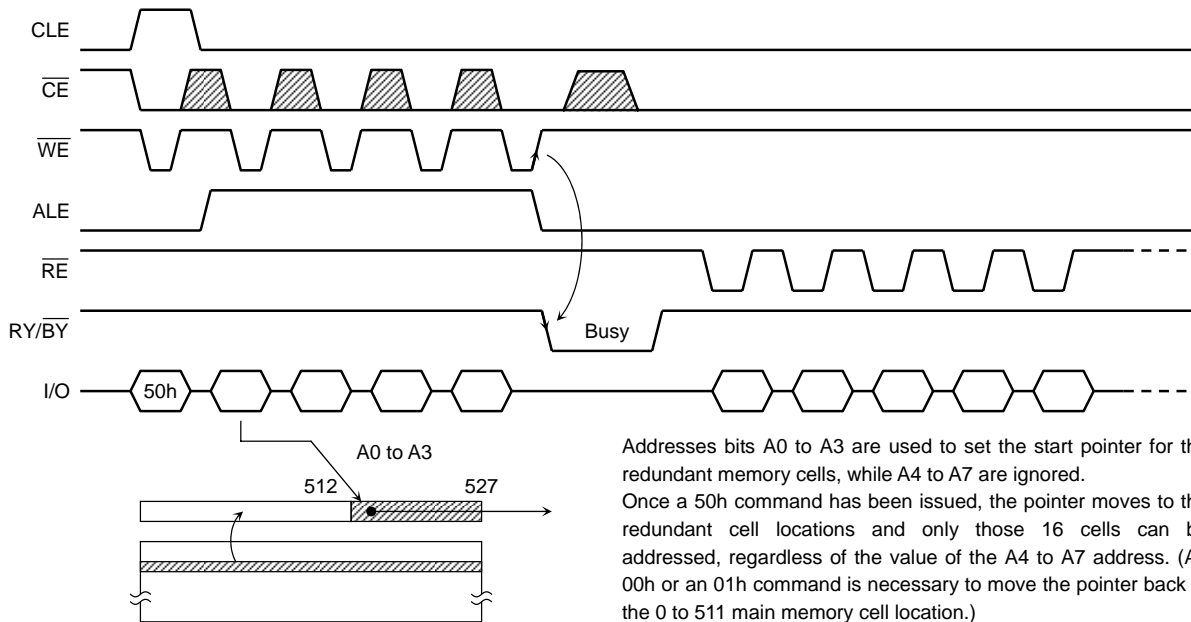 CLE
CE
WE
ALE
RE
RY/BY
Busy
I/O
50h
A0 to A3
512
527
Addresses bits A0 to A3 are used to set the start pointer for th
redundant memory cells, while A4 to A7 are ignored.
Once a 50h command has been issued, the pointer moves to th
redundant cell locations and only those 16 cells can b
addressed, regardless of the value of the A4 to A7 address. (A
00h or an 01h command is necessary to move the pointer back
the 0 to 511 main memory cell location.)